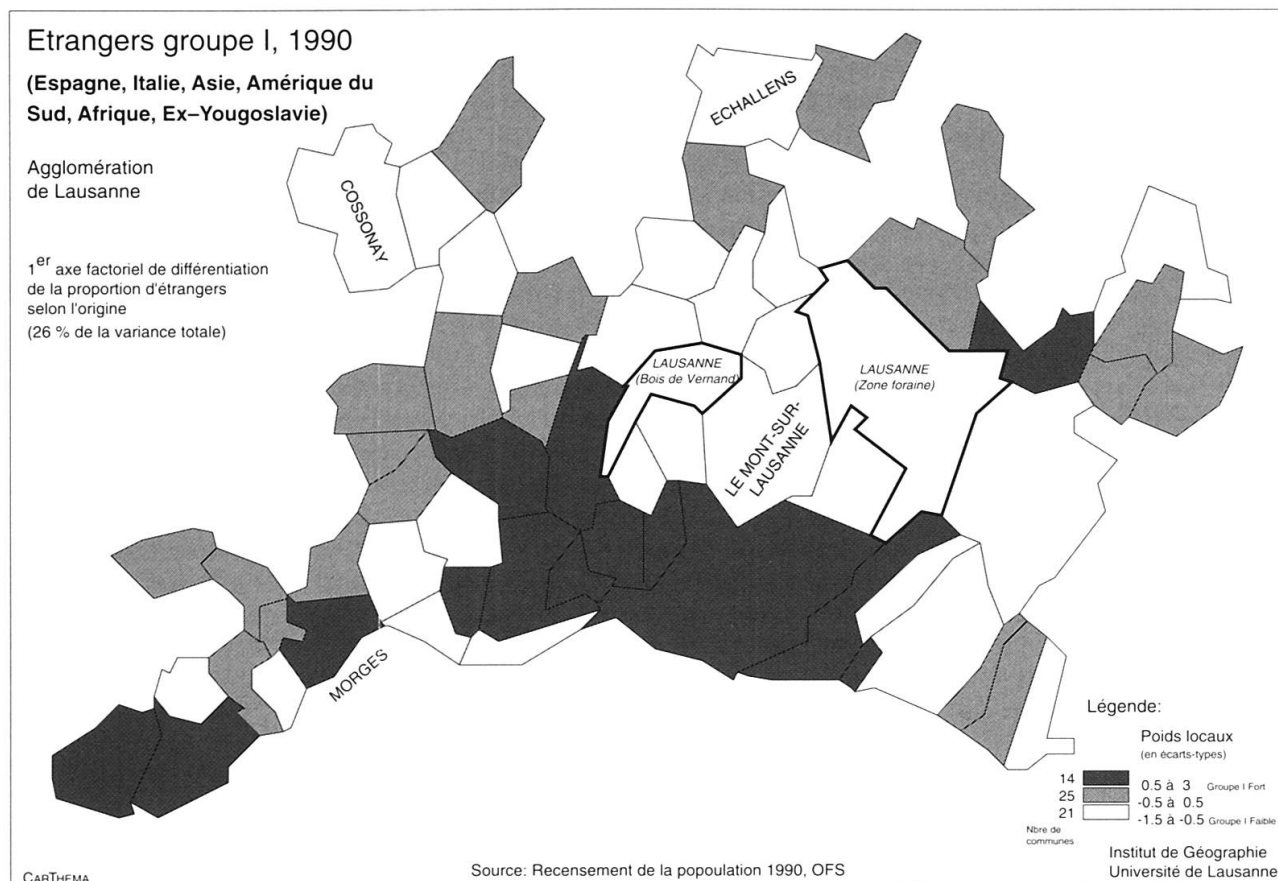 Etrangers groupe I, 1990
(Espagne, Italie, Asie, Amérique du
Sud, Afrique, Ex–Yougoslavie)
Agglomération
de Lausanne
1er axe factoriel de différentiation
de la proportion d'étrangers
selon l'origine
(26 % de la variance totale)
ECHALLENS
COSSONAY
LAUSANNE
(Bois de Vernand)
LAUSANNE
(Zone foraine)
LE MONT-SUR-
LAUSANNE
MORGES
Légende:
Poids locaux
(en écarts-types)
14 0.5 à 3 Groupe I Fort
25 -0.5 à 0.5
21 -1.5 à -0.5 Groupe I Faible
Nbre de
communes
CARTHEMA
Source: Recensement de la popoulation 1990, OFS
Institut de Géographie
Université de Lausanne